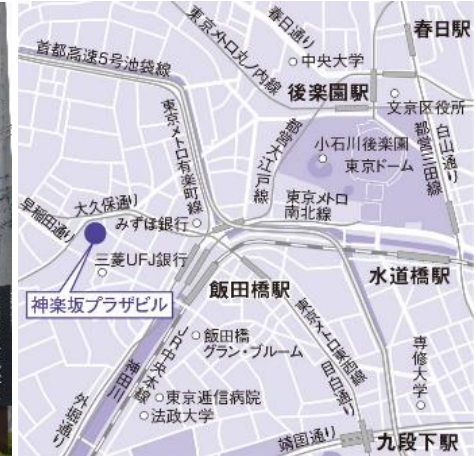 春日通り
春日駅
首都高速5号池袋線
東京メトロ丸ノ内線
中央大学
後楽園駅
文京区役所
東京メトロ有楽町線
都営大江戸線
小石川後楽園
東京ドーム
都営三田線
白山通り
大久保通り
早稲田通り
みずほ銀行
東京メトロ
南北線
三菱UFJ銀行
神楽坂プラザビル
飯田橋駅
水道橋駅
飯田橋
グラン・ブルーム
東京メトロ東西線
目白通り
専修大学
JR中央本線
神田川
東京逓信病院
法政大学
外堀通り
靖国通り
九段下駅